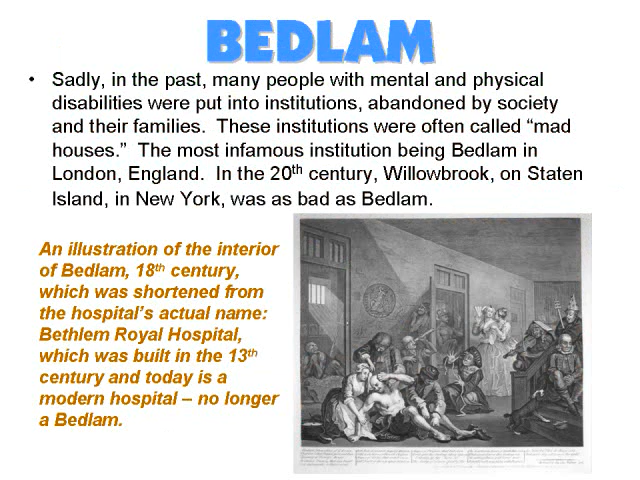 BEDLAM
• Sadly, in the past, many people with mental and physical
disabilities were put into institutions, abandoned by society
and their families. These institutions were often called “mad
houses.” The most infamous institution being Bedlam in
London, England. In the 20th century, Willowbrook, on Staten
Island, in New York, was as bad as Bedlam.
An illustration of the interior
of Bedlam, 18th century,
which was shortened from
the hospital’s actual name:
Bethlem Royal Hospital,
which was built in the 13th
century and today is a
modern hospital – no longer
a Bedlam.